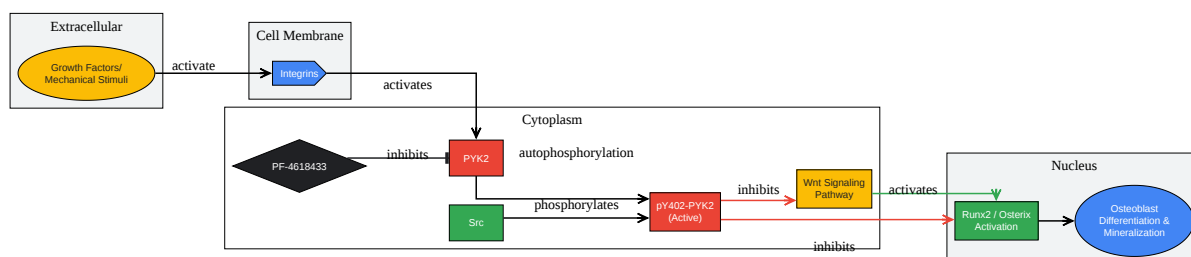 Extracellular
Growth Factors/
Mechanical Stimuli
activate
Cell Membrane
Integrins
activates
Cytoplasm
PF-4618433
inhibits
PYK2
autophosphorylation
Src
phosphorylates
pY402-PYK2
(Active)
inhibits
Wnt Signaling
Pathway
activates
inhibits
Nucleus
Runx2 / Osterix
Activation
Osteoblast
Differentiation &
Mineralization